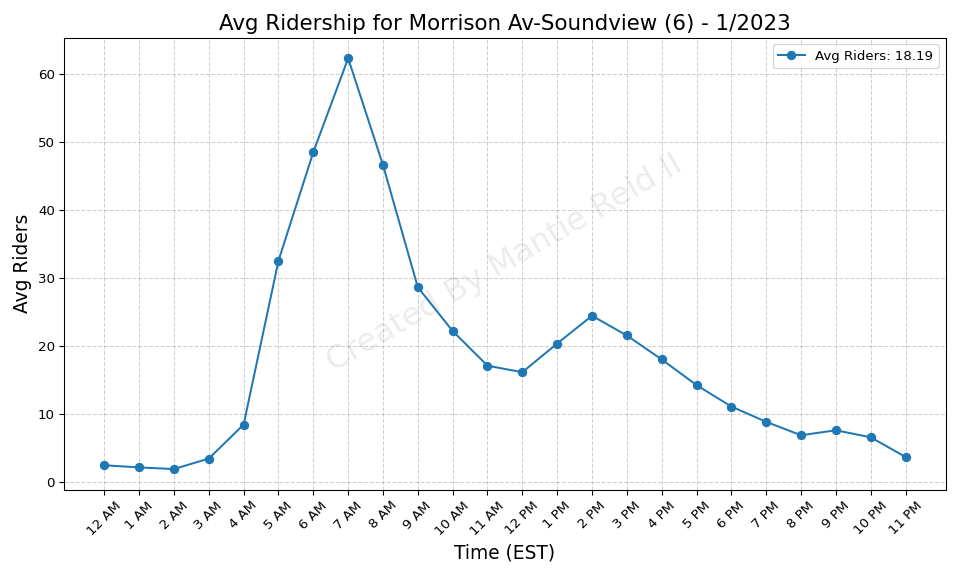 Avg Ridership for Morrison Av-Soundview (6) - 1/2023
Avg Riders: 18.19
60
50
40
30
20
10
0
Avg Riders
Created By Mantie Reid II
12 AM
1 AM
2 AM
3 AM
4 AM
5 AM
6 AM
7 AM
8 AM
9 AM
10 AM
11 AM
12 PM
1 PM
2 PM
3 PM
4 PM
5 PM
6 PM
7 PM
8 PM
9 PM
10 PM
11 PM
Time (EST)